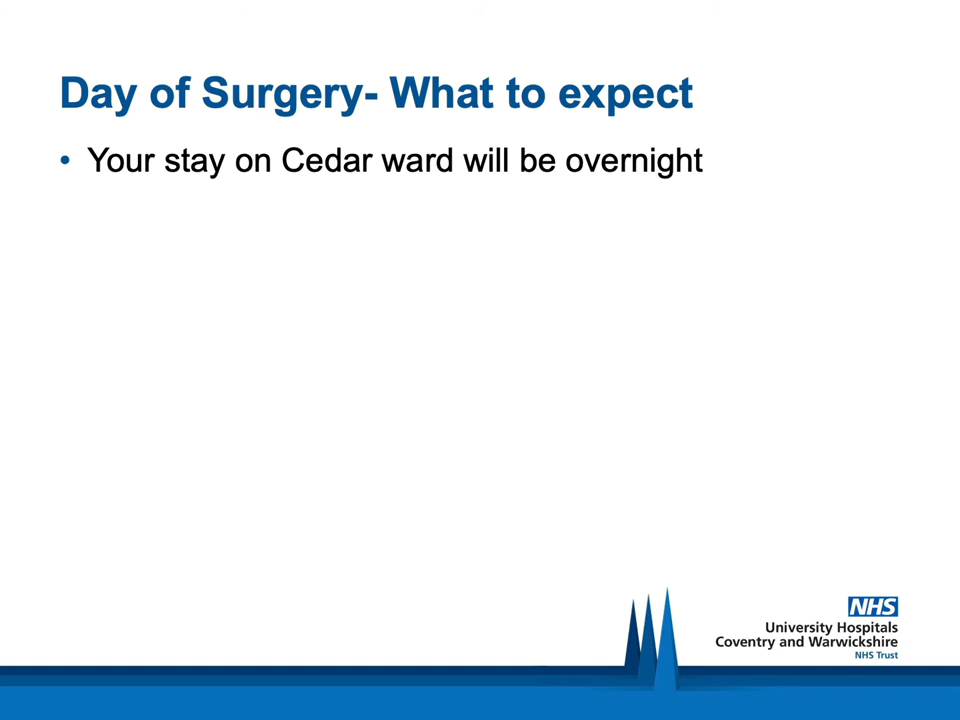 Day of Surgery- What to expect
• Your stay on Cedar ward will be overnight
NHS
University Hospitals
Coventry and Warwickshire
NHS Trust